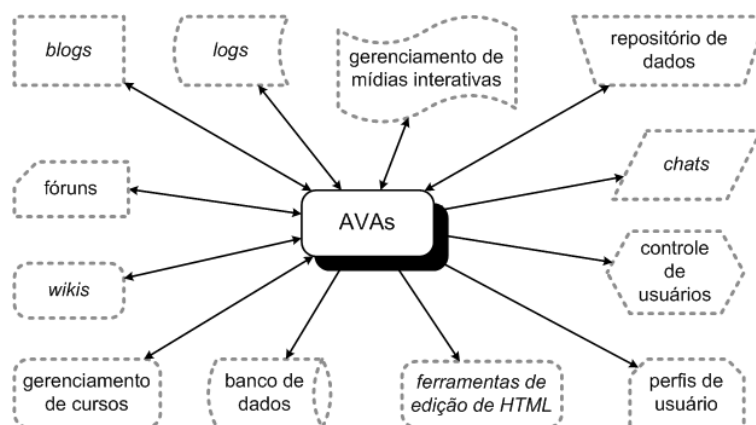 blogs
logs
gerenciamento de
mídias interativas
repositório de
dados
fóruns
AVAs
chats
wikis
controle
de
usuários
gerenciamento
de cursos
banco de
dados
ferramentas de
edição de HTML
perfis de
usuário